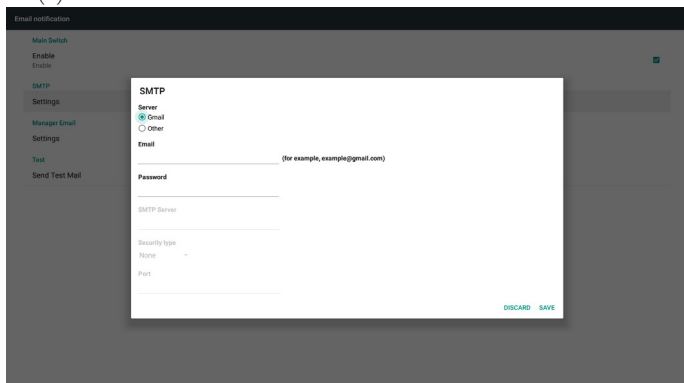 Email notification
Main Switch
Enable
Enable
SMTP
Settings
Manager Email
Settings
Test
Send Test Mail
SMTP
Server
Gmail
Other
Email
(for example, example@gmail.com)
Password
SMTP Server
Security type
None
Port
DISCARD SAVE